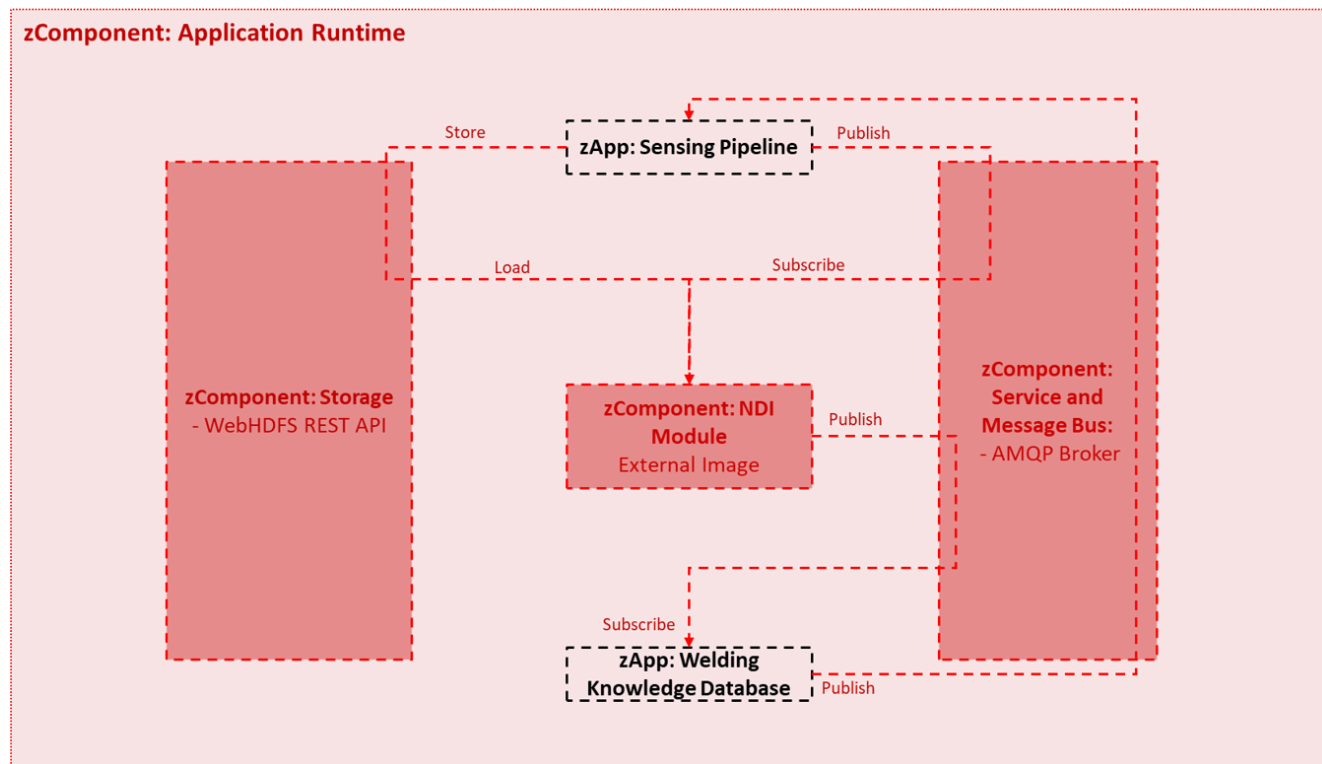 zComponent: Application Runtime
Store
zApp: Sensing Pipeline
Publish
Load
Subscribe
zComponent: Storage
- WebHDFS REST API
zComponent: NDI
Module
External Image
Publish
zComponent:
Service and
Message Bus:
- AMQP Broker
Subscribe
zApp: Welding
Knowledge Database
Publish